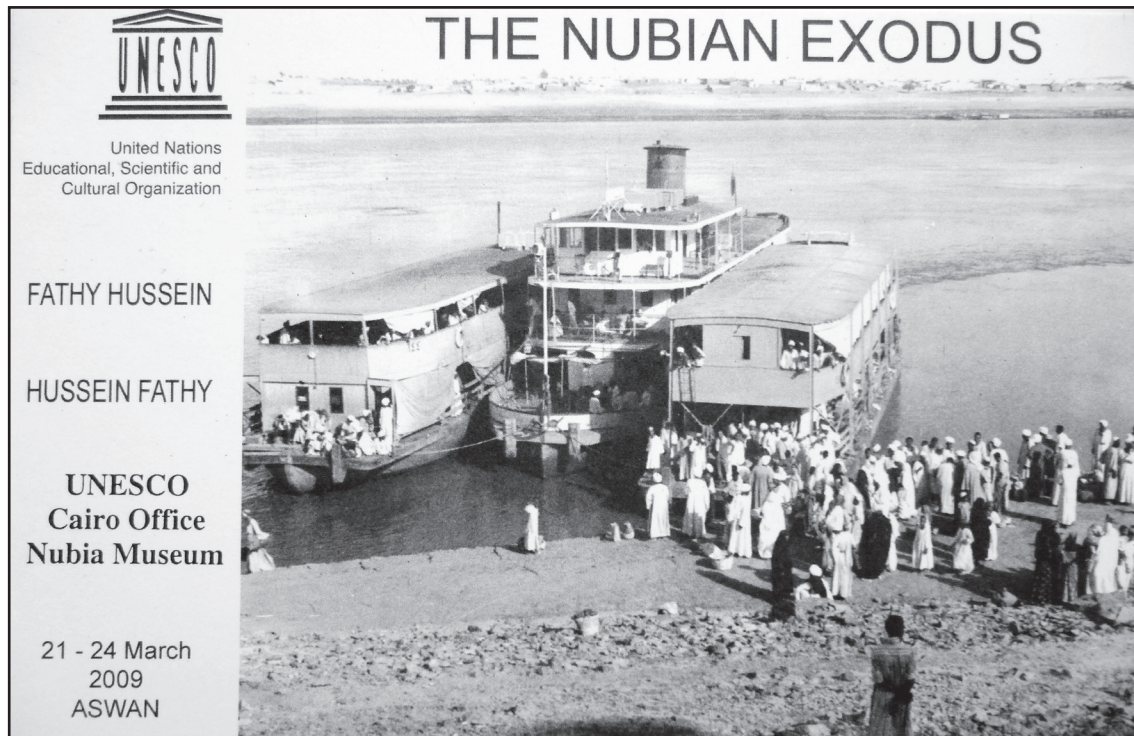 THE NUBIAN EXODUS
UNESCO
United Nations
Educational, Scientific and
Cultural Organization
FATHY HUSSEIN
HUSSEIN FATHY
UNESCO
Cairo Office
Nubia Museum
21 - 24 March
2009
ASWAN